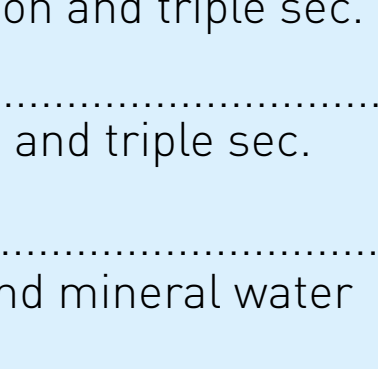 on and triple sec.
and triple sec.
nd mineral water